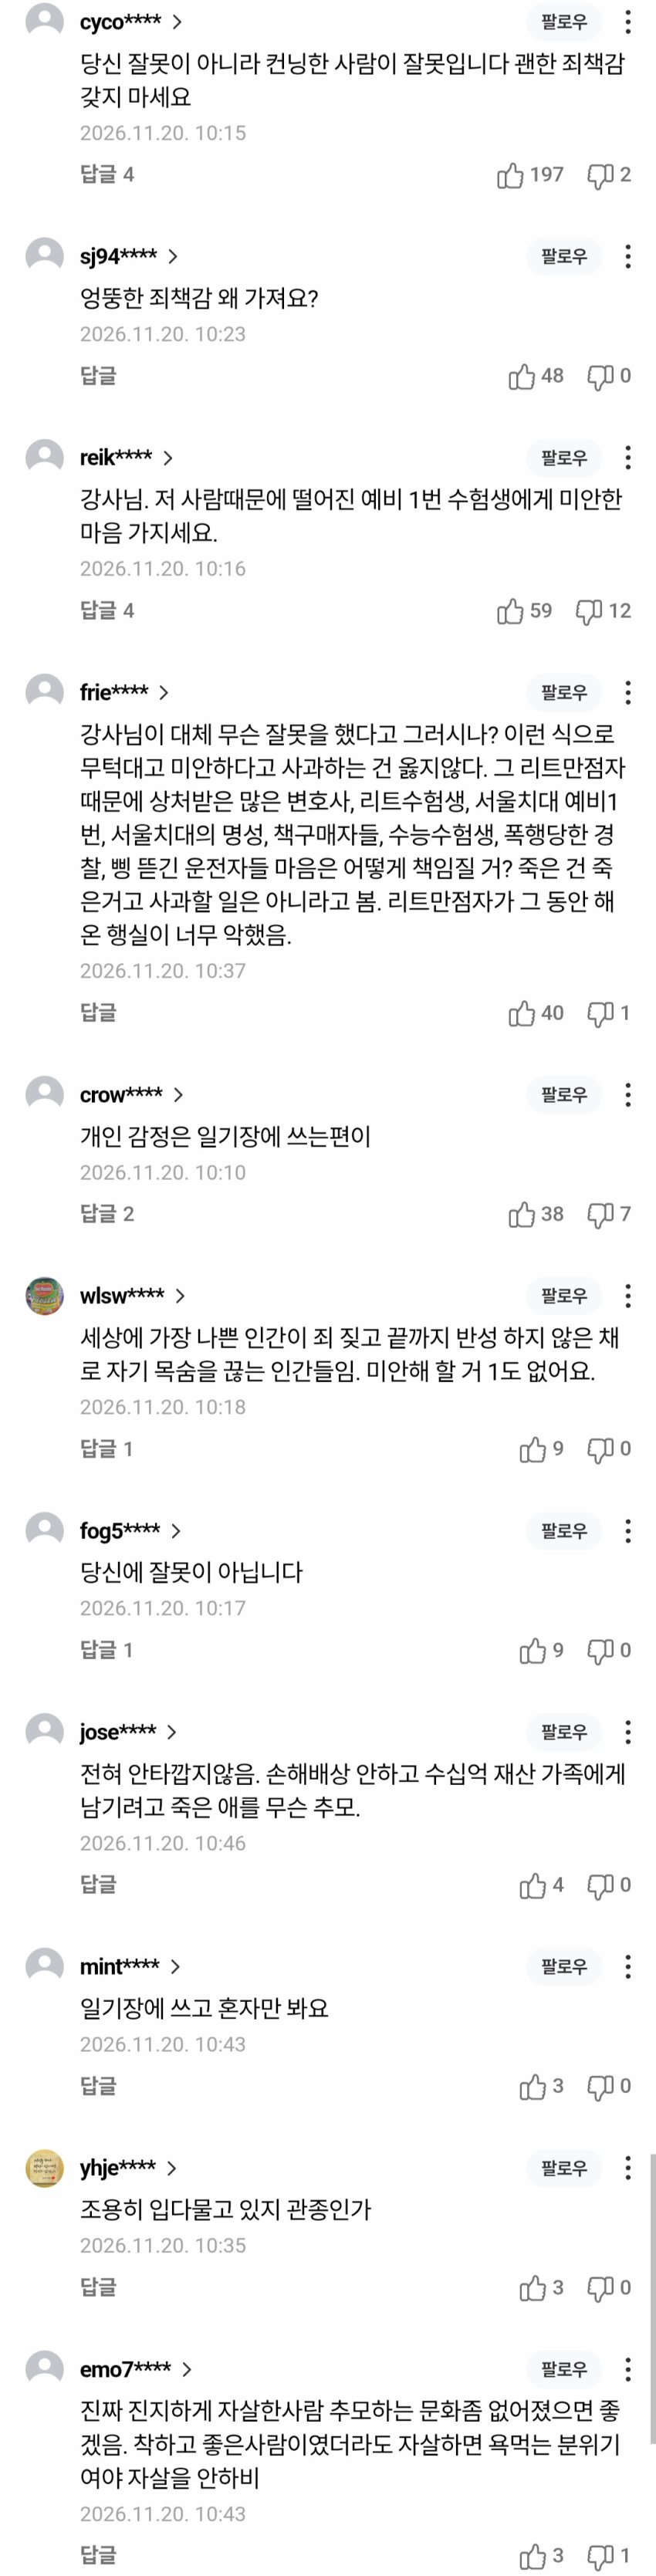 cyco**** >
팔로우
당신 잘못이 아니라 컨닝한 사람이 잘못입니다 괜한 죄책감
갖지 마세요
2026.11.20. 10:15
답글 4
197
2
sj94**** >
팔로우
엉뚱한 죄책감 왜 가져요?
2026.11.20. 10:23
답글
48
0
reik**** >
팔로우
강사님. 저 사람때문에 떨어진 예비 1번 수험생에게 미안한
마음 가지세요.
2026.11.20. 10:16
답글 4
59
12
frie**** >
팔로우
강사님이 대체 무슨 잘못을 했다고 그러시나? 이런 식으로
무턱대고 미안하다고 사과하는 건 옳지않다. 그 리트만점자
때문에 상처받은 많은 변호사, 리트수험생, 서울치대 예비1
번, 서울치대의 명성, 책구매자들, 수능수험생, 폭행당한 경
찰, 삥 뜯긴 운전자들 마음은 어떻게 책임질 거? 죽은 건 죽
은거고 사과할 일은 아니라고 봄. 리트만점자가 그 동안 해
온 행실이 너무 악했음.
2026.11.20. 10:37
답글
40
1
crow**** >
팔로우
개인 감정은 일기장에 쓰는편이
2026.11.20. 10:10
답글 2
38
7
wlsw**** >
팔로우
세상에 가장 나쁜 인간이 죄 짖고 끝까지 반성 하지 않은 채
로 자기 목숨을 끊는 인간들임. 미안해 할 거 1도 없어요.
2026.11.20. 10:18
답글 1
9
0
fog5**** >
팔로우
당신에 잘못이 아닙니다
2026.11.20. 10:17
답글 1
9
0
jose**** >
팔로우
전혀 안타깝지않음. 손해배상 안하고 수십억 재산 가족에게
남기려고 죽은 애를 무슨 추모.
2026.11.20. 10:46
답글
4
0
mint**** >
팔로우
일기장에 쓰고 혼자만 봐요
2026.11.20. 10:43
답글
3
0
yhje**** >
팔로우
조용히 입다물고 있지 관종인가
2026.11.20. 10:35
답글
3
0
emo7**** >
팔로우
진짜 진지하게 자살한사람 추모하는 문화좀 없어졌으면 좋
겠음. 착하고 좋은사람이였더라도 자살하면 욕먹는 분위기
여야 자살을 안하비
2026.11.20. 10:43
답글
3
1